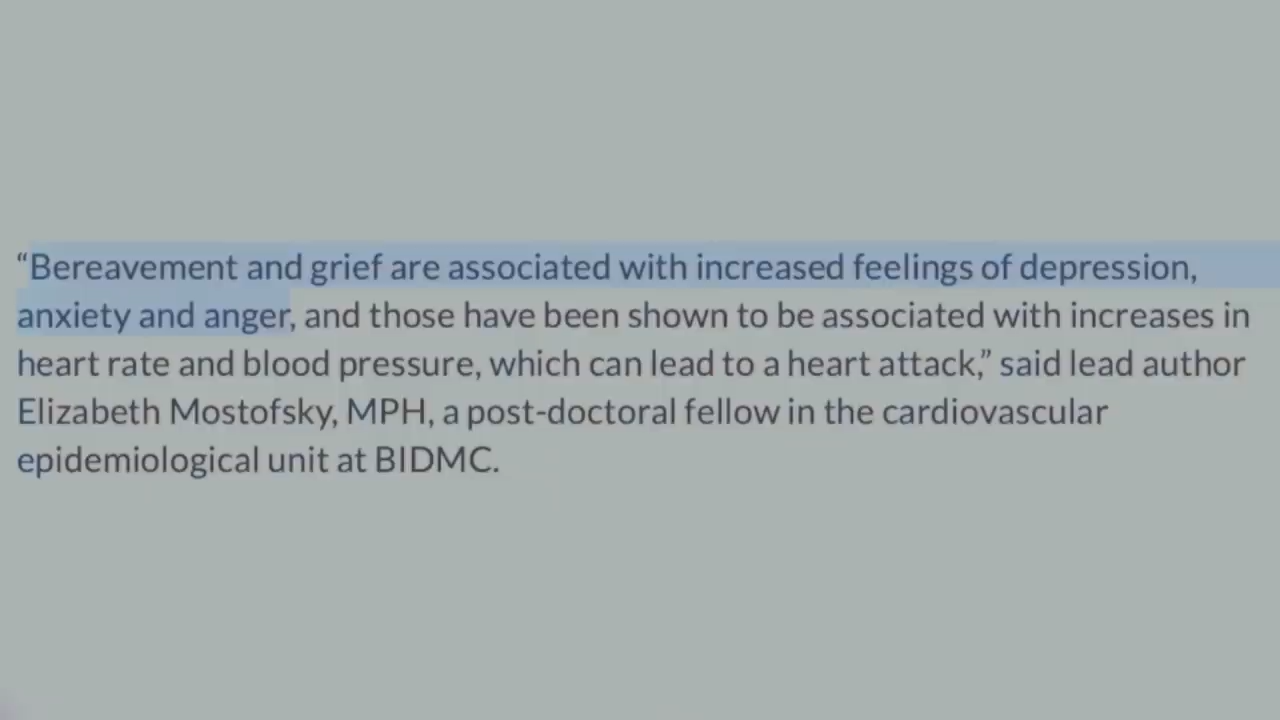 “Bereavement and grief are associated with increased feelings of depression,
anxiety and anger, and those have been shown to be associated with increases in
heart rate and blood pressure, which can lead to a heart attack,” said lead author
Elizabeth Mostofsky, MPH, a post-doctoral fellow in the cardiovascular
epidemiological unit at BIDMC.